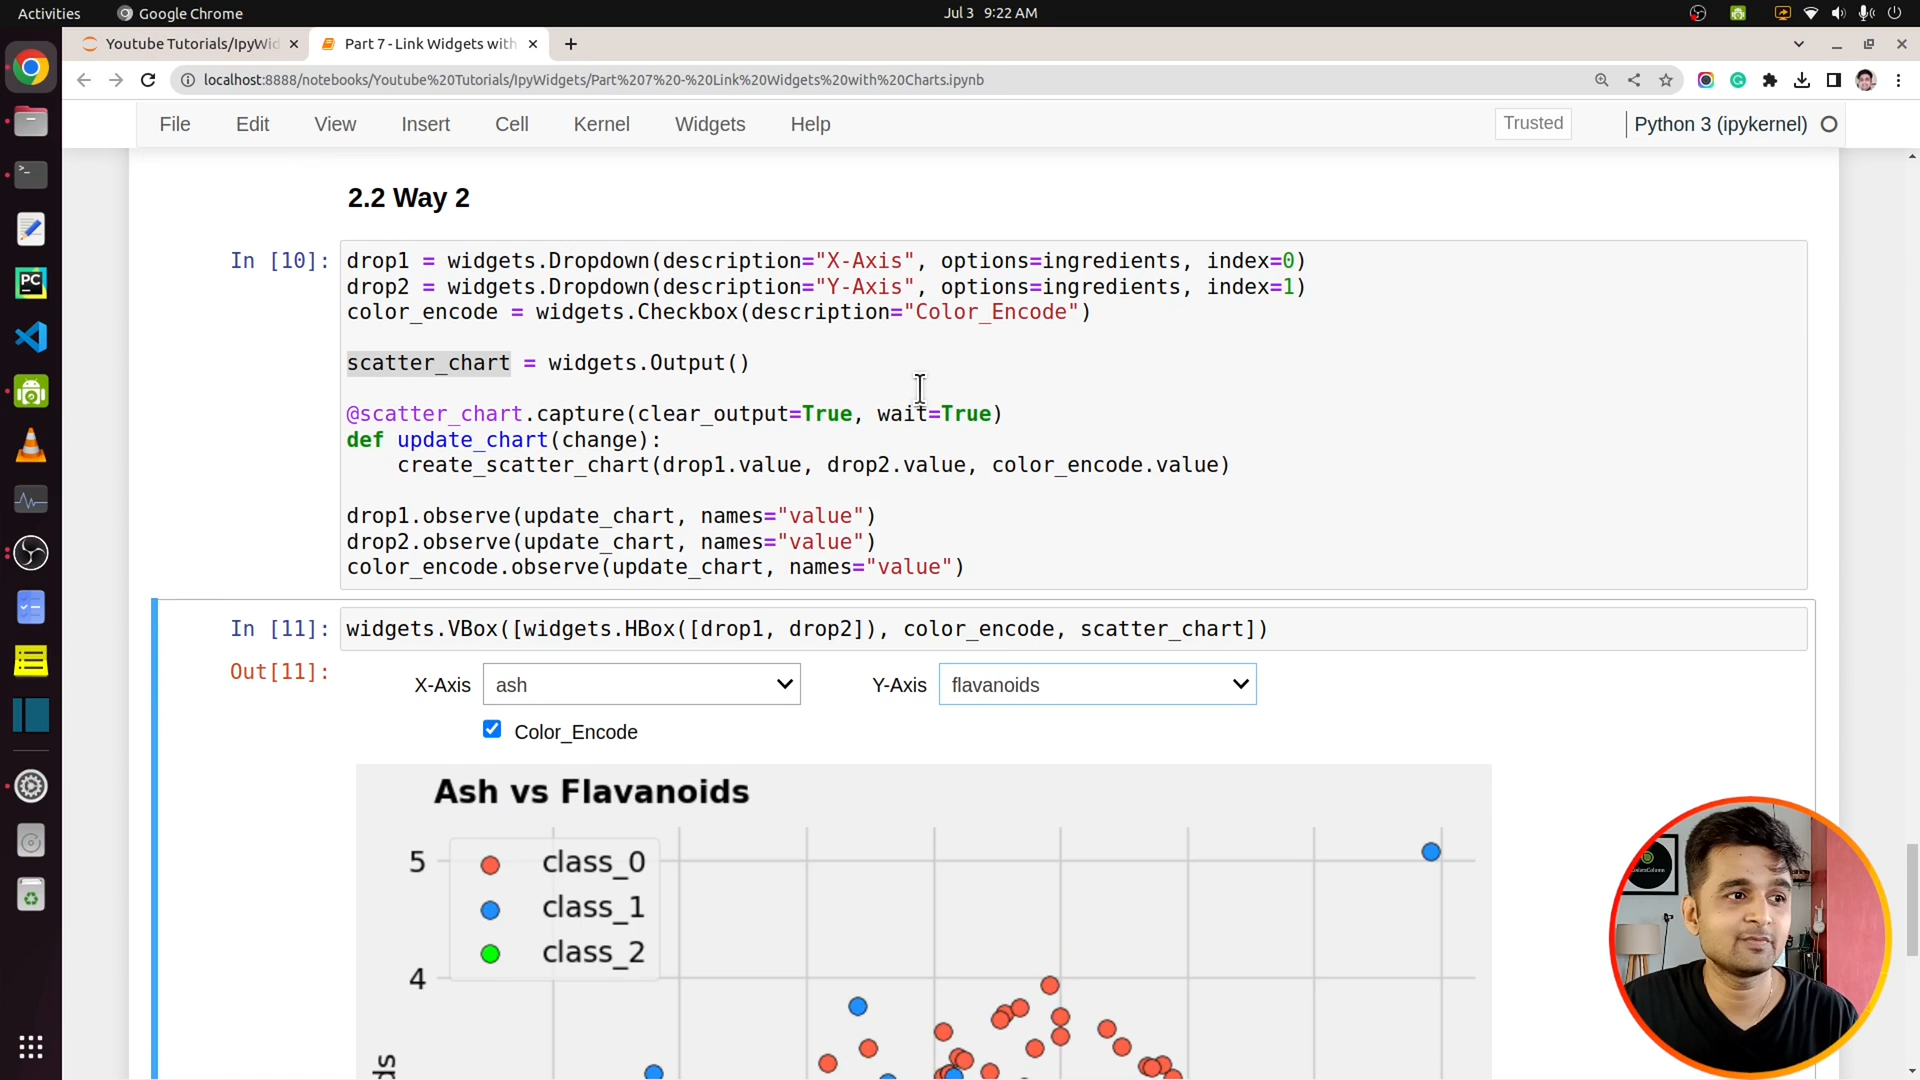 Activities
Google Chrome
Jul 3 9:22 AM
Youtube Tutorials/IpyWid
Part 7 - Link Widgets with
localhost:8888/notebooks/Youtube%20Tutorials/IpyWidgets/Part%207%20-%20Link%20Widgets%20with%20Charts.ipynb
File
Edit
View
Insert
Cell
Kernel
Widgets
Help
Trusted
Python 3 (ipykernel)
2.2 Way 2
In [10]:
drop1 = widgets.Dropdown(description="X-Axis", options=ingredients, index=0)
drop2 = widgets.Dropdown(description="Y-Axis", options=ingredients, index=1)
color_encode = widgets.Checkbox(description="Color_Encode")
scatter_chart = widgets.Output()
@scatter_chart.capture(clear_output=True, wait=True)
def update_chart(change):
    create_scatter_chart(drop1.value, drop2.value, color_encode.value)
drop1.observe(update_chart, names="value")
drop2.observe(update_chart, names="value")
color_encode.observe(update_chart, names="value")
In [11]:
widgets.VBox([widgets.HBox([drop1, drop2]), color_encode, scatter_chart])
Out[11]:
X-Axis
ash
Y-Axis
flavanoids
Color_Encode
Ash vs Flavanoids
5
class_0
class_1
class_2
4
ds
PC